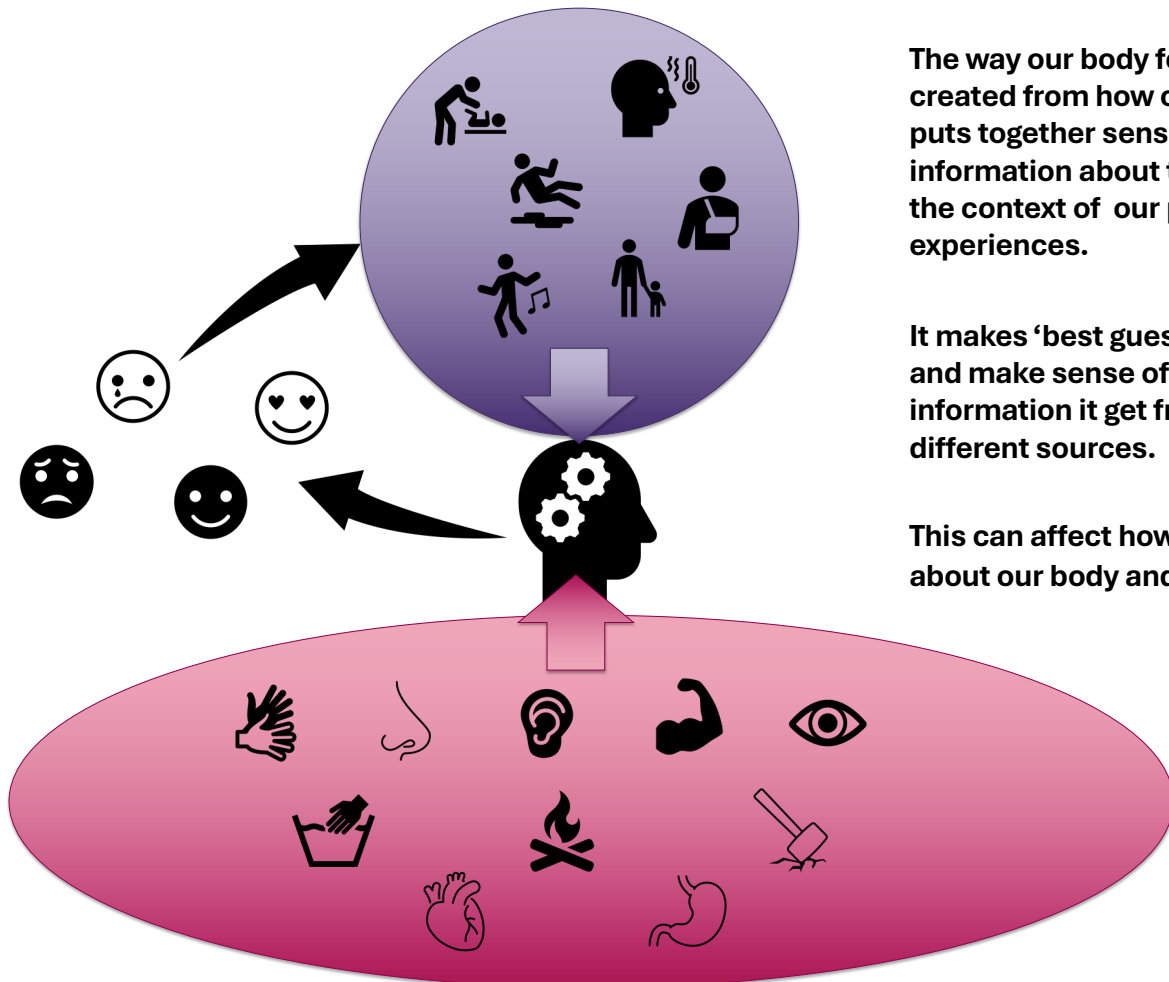 The way our body fe
created from how o
puts together sens
information about t
the context of  our p
experiences.
It makes ‘best gues
and make sense of
information it get fr
different sources.
This can affect how
about our body and